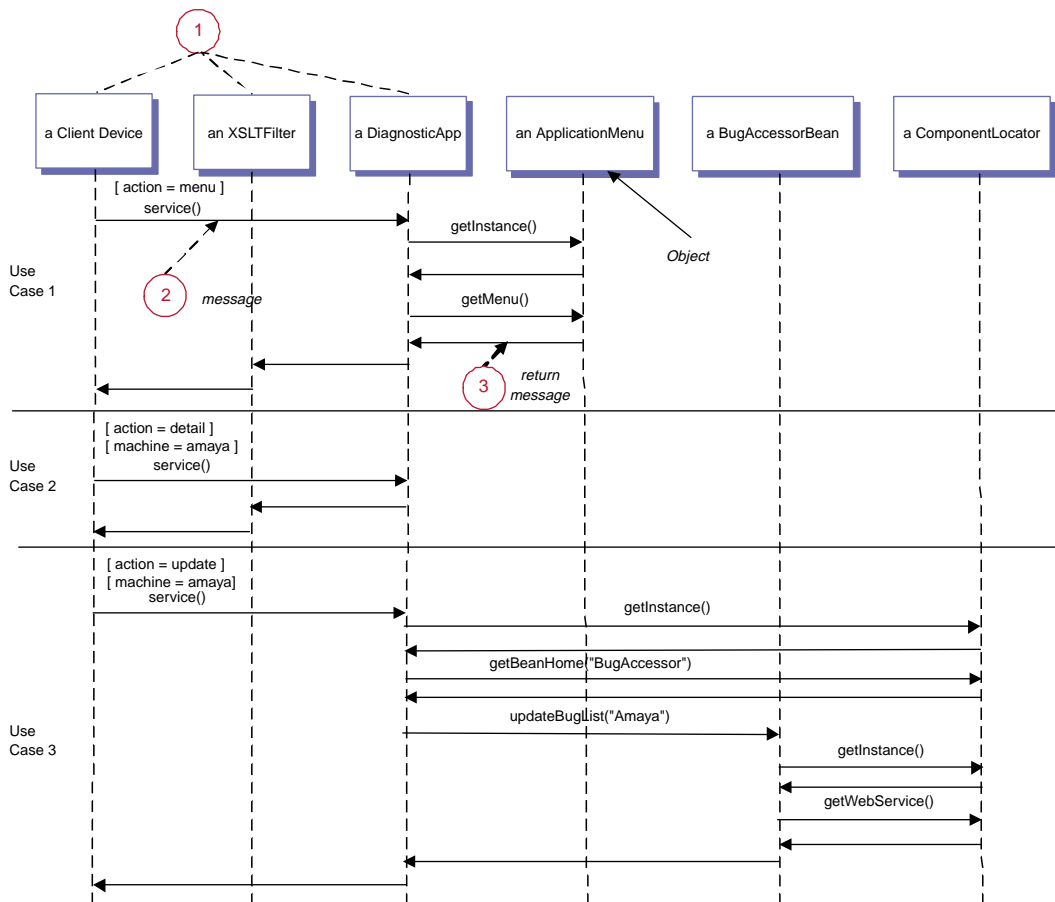 1
a Client Device
an XSLTFilter
a DiagnosticApp
an ApplicationMenu
a BugAccessorBean
a ComponentLocator
[ action = menu ]
service()
getInstance()
Object
Use
Case 1
2
message
getMenu()
3
return
message
[ action = detail ]
[ machine = amaya ]
service()
Use
Case 2
[ action = update ]
[ machine = amaya]
service()
getInstance()
getBeanHome("BugAccessor")
updateBugList("Amaya")
Use
Case 3
getInstance()
getWebService()